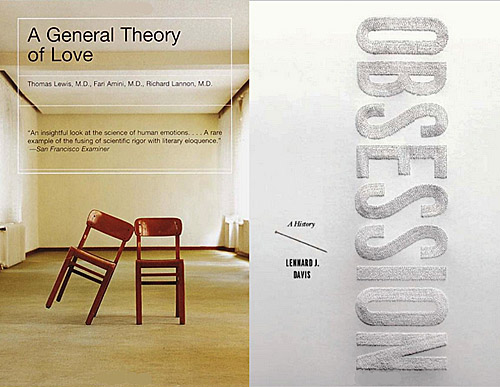 A General Theory
of Love
Thomas Lewis, M.D., Fari Amini, M.D., Richard Lannon, M.D.
"An insightful look at the science of human emotions. . . . A rare
example of the fusing of scientific rigor with literary eloquence."
—San Francisco Examiner
OBSESSION
A History
LENNARD J.
DAVIS